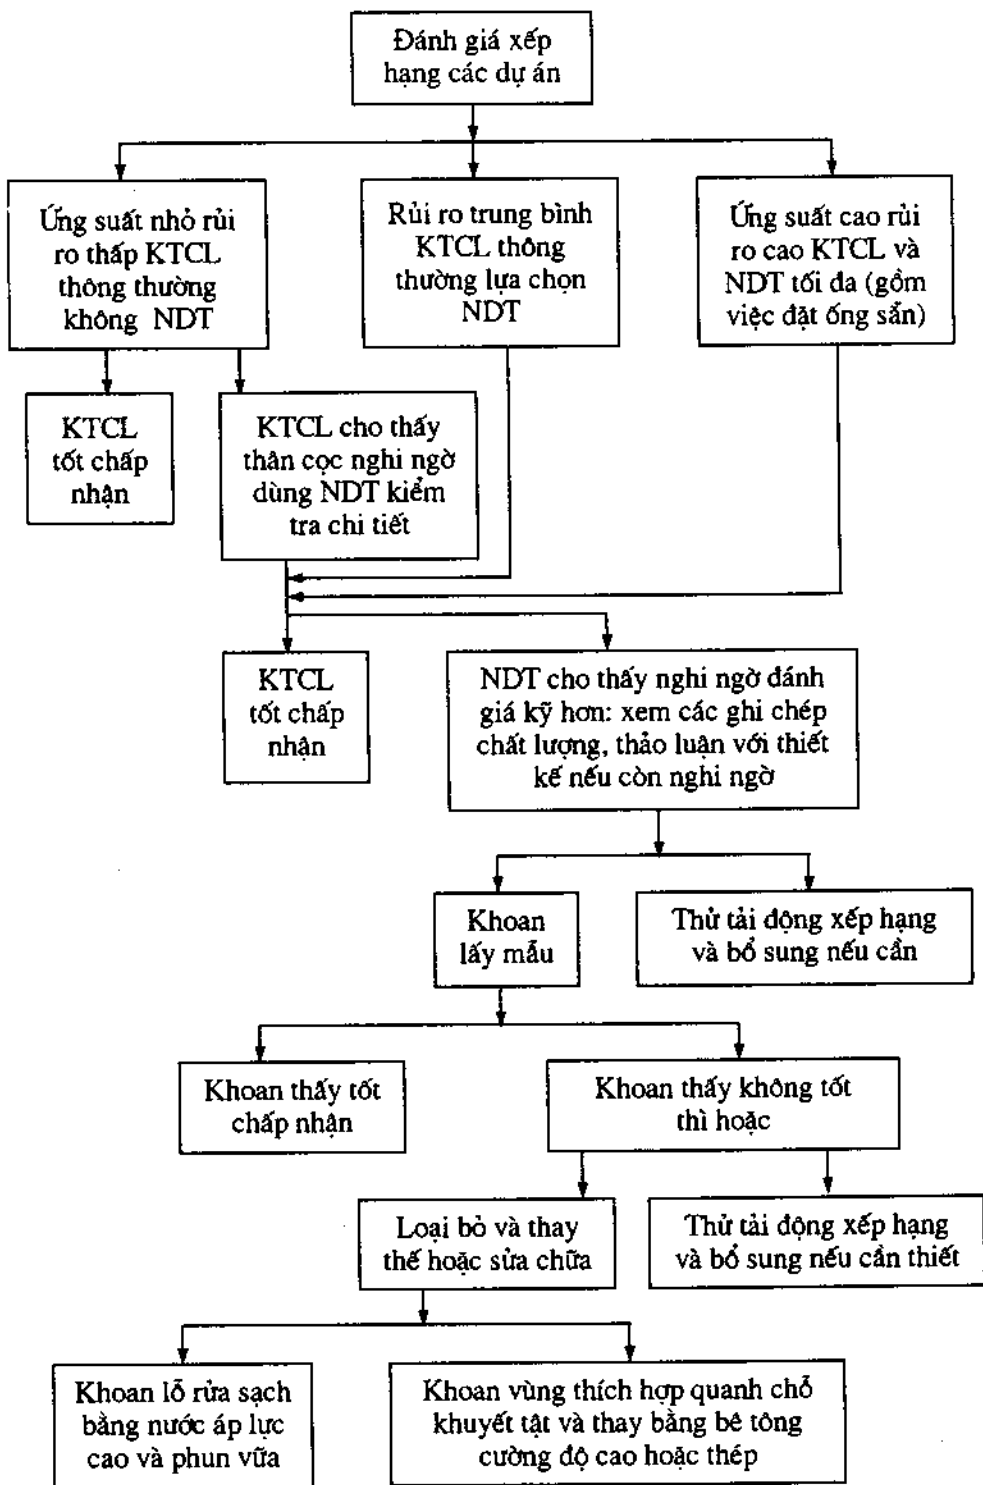 Đánh giá xếp
hạng các dự án
Ứng suất nhỏ rủi
ro thấp KTCL
thông thường
không NDT
Rủi ro trung bình
KTCL thông
thường lựa chọn
NDT
Ứng suất cao rủi
ro cao KTCL và
NDT tối đa (gồm
việc đặt ống sẵn)
KTCL
tốt chấp
nhận
KTCL cho thấy
thân cọc nghi ngờ
dùng NDT kiểm
tra chi tiết
KTCL
tốt chấp
nhận
NDT cho thấy nghi ngờ đánh
giá kỹ hơn: xem các ghi chép
chất lượng, thảo luận với thiết
kế nếu còn nghi ngờ
Khoan
lấy mẫu
Thử tải động xếp hạng
và bổ sung nếu cần
Khoan thấy tốt
chấp nhận
Khoan thấy không tốt
thì hoặc
Loại bỏ và thay
thế hoặc sửa chữa
Thử tải động xếp hạng
và bổ sung nếu cần thiết
Khoan lỗ rửa sạch
bằng nước áp lực
cao và phun vữa
Khoan vùng thích hợp quanh chỗ
khuyết tật và thay bằng bê tông
cường độ cao hoặc thép